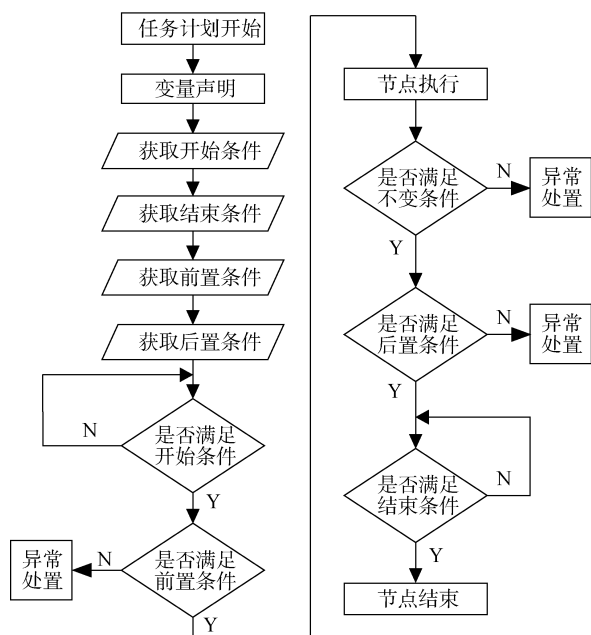 任务计划开始
变量声明
获取开始条件
获取结束条件
获取前置条件
获取后置条件
N
是否满足
开始条件
Y
异常
处置
N
是否满足
前置条件
Y
节点执行
是否满足
不变条件
N
异常
处置
Y
是否满足
后置条件
N
异常
处置
Y
是否满足
结束条件
N
Y
节点结束